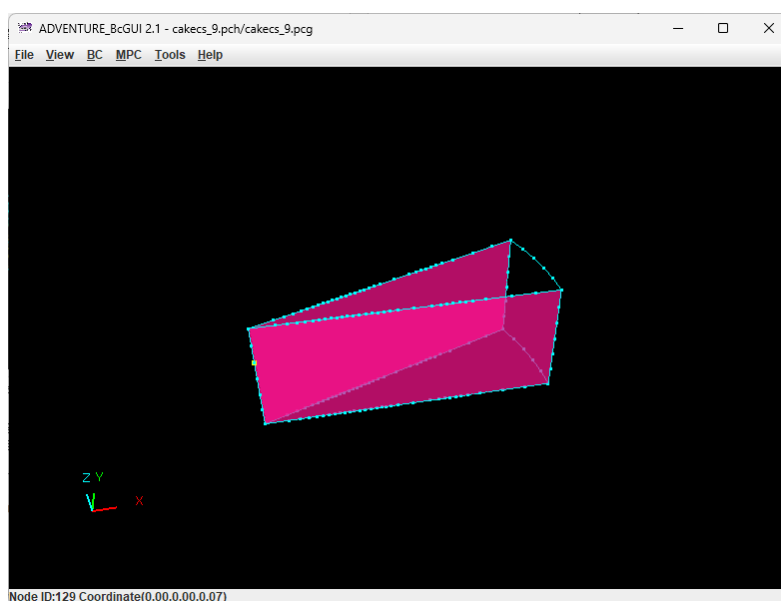 ADVENTURE_BcGUI 2.1 - cakecs_9.pch/cakecs_9.pcg
File View BC MPC Tools Help
Z Y
X
Node ID:129 Coordinate(0.00,0.00,0.07)